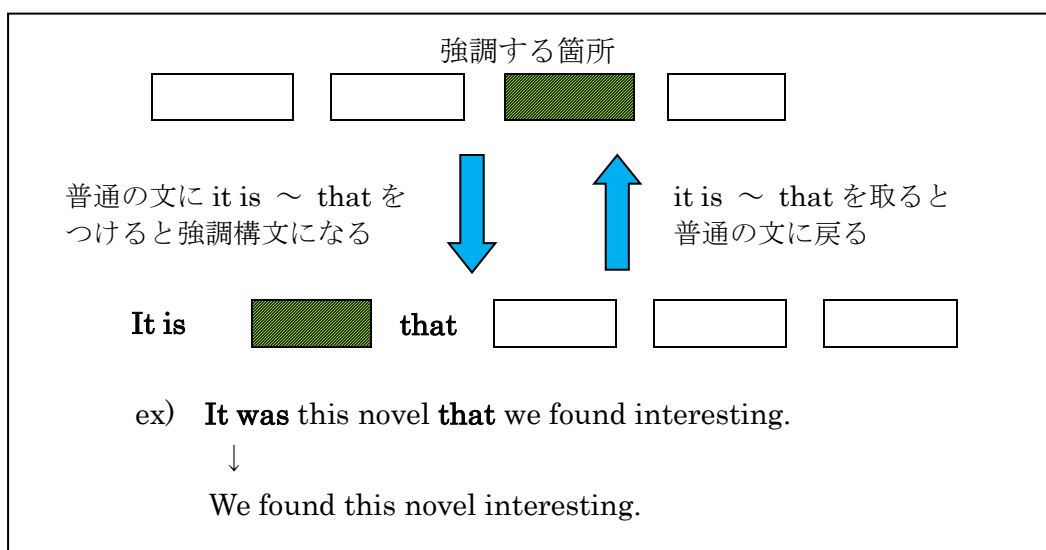 強調する箇所
普通の文に it is ～ that を
つけると強調構文になる
it is ～ that を取ると
普通の文に戻る
It is that
ex) It was this novel that we found interesting.
↓
We found this novel interesting.